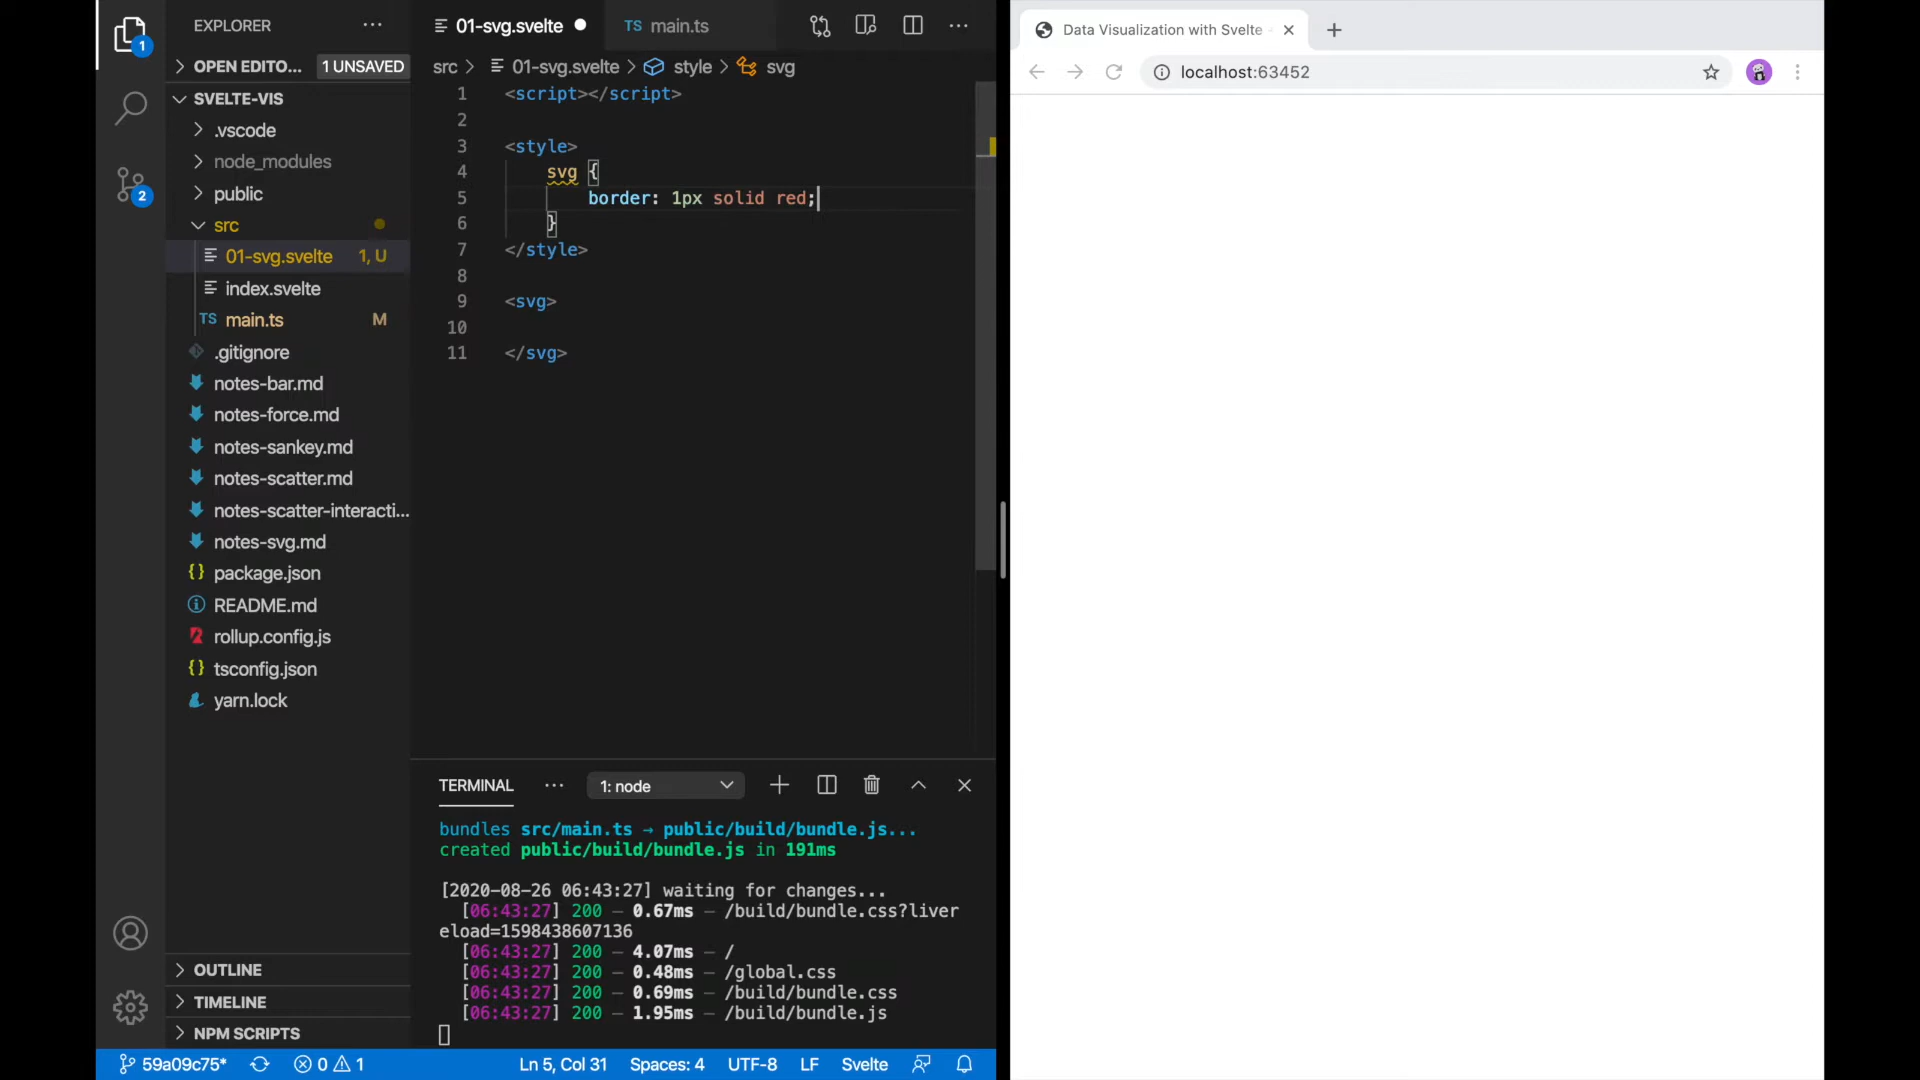 EXPLORER
OPEN EDITO... 1 UNSAVED
SVELTE-VIS
.vscode
node_modules
public
src
01-svg.svelte 1, U
index.svelte
TS main.ts M
.gitignore
notes-bar.md
notes-force.md
notes-sankey.md
notes-scatter.md
notes-scatter-interacti...
notes-svg.md
{} package.json
README.md
rollup.config.js
{} tsconfig.json
yarn.lock
OUTLINE
TIMELINE
NPM SCRIPTS
1
2
01-svg.svelte
TS main.ts
src > 01-svg.svelte > style > svg
1 <script></script>
2
3 <style>
4 svg {
5 border: 1px solid red;
6 }
7 </style>
8
9 <svg>
10
11 </svg>
TERMINAL 1: node
bundles src/main.ts → public/build/bundle.js...
created public/build/bundle.js in 191ms
[2020-08-26 06:43:27] waiting for changes...
[06:43:27] 200 — 0.67ms — /build/bundle.css?liver
eload=1598438607136
[06:43:27] 200 — 4.07ms — /
[06:43:27] 200 — 0.48ms — /global.css
[06:43:27] 200 — 0.69ms — /build/bundle.css
[06:43:27] 200 — 1.95ms — /build/bundle.js
59a09c75* 0 1 Ln 5, Col 31 Spaces: 4 UTF-8 LF Svelte
Data Visualization with Svelte
localhost:63452